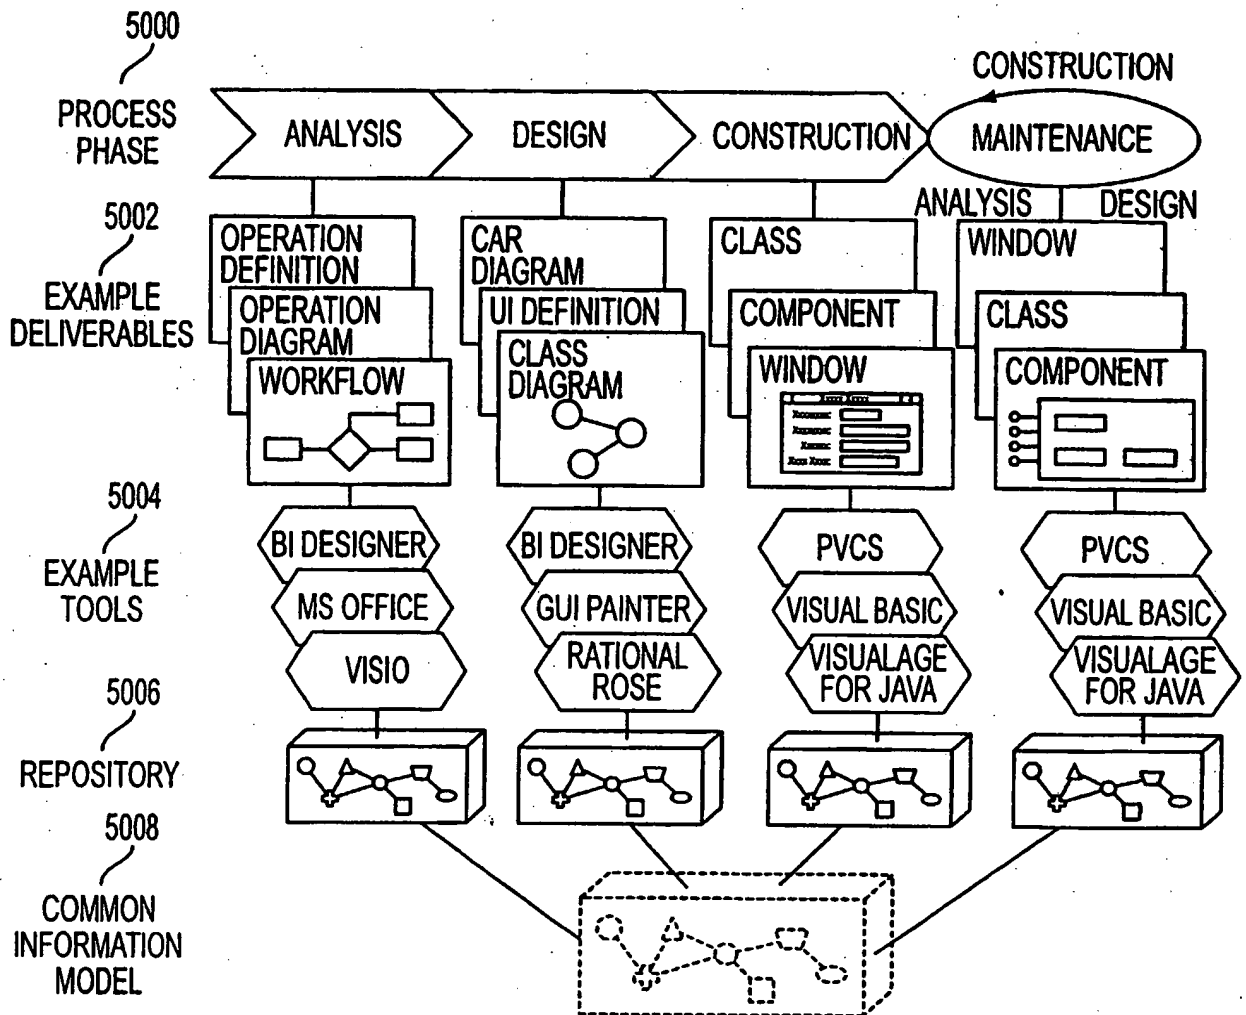 5000
PROCESS
PHASE
ANALYSIS
DESIGN
CONSTRUCTION
CONSTRUCTION
MAINTENANCE
ANALYSIS
DESIGN
5002
EXAMPLE
DELIVERABLES
OPERATION
DEFINITION
OPERATION
DIAGRAM
WORKFLOW
CAR
DIAGRAM
UI DEFINITION
CLASS
DIAGRAM
CLASS
COMPONENT
WINDOW
WINDOW
CLASS
COMPONENT
5004
EXAMPLE
TOOLS
BI DESIGNER
MS OFFICE
VISIO
BI DESIGNER
GUI PAINTER
RATIONAL
ROSE
PVCS
VISUAL BASIC
VISUALAGE
FOR JAVA
PVCS
VISUAL BASIC
VISUALAGE
FOR JAVA
5006
REPOSITORY
5008
COMMON
INFORMATION
MODEL